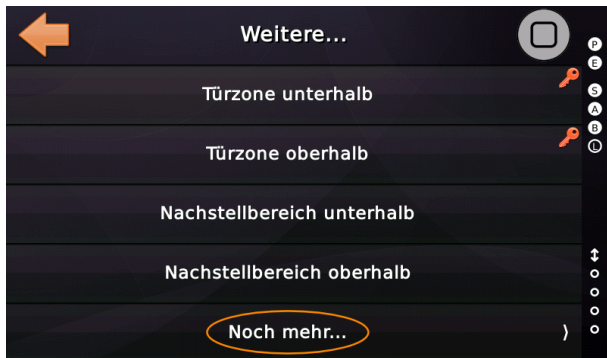 Weitere...
Türzone unterhalb
Türzone oberhalb
Nachstellbereich unterhalb
Nachstellbereich oberhalb
Noch mehr...
P
E
S
A
B
L